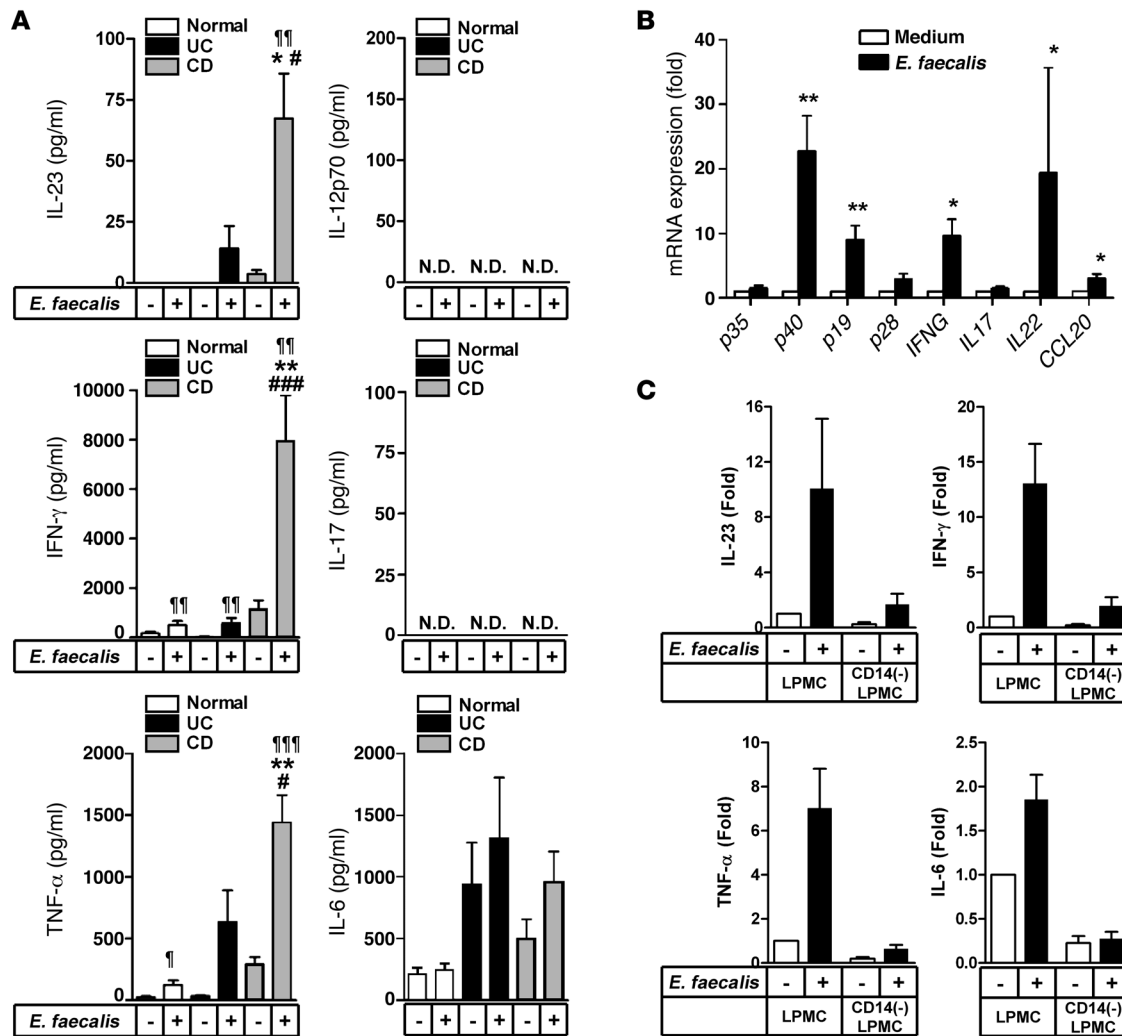 A
Normal
UC
CD
¶¶
* #
100
75
50
25
0
IL-23 (pg/ml)
E. faecalis - + - + - +
Normal
UC
CD
200
150
100
50
0
IL-12p70 (pg/ml)
N.D. N.D. N.D.
- + - + - +
Normal
UC
CD
¶¶
**
###
10000
8000
6000
4000
2000
0
IFN-γ (pg/ml)
¶¶ ¶¶
E. faecalis - + - + - +
Normal
UC
CD
100
75
50
25
0
IL-17 (pg/ml)
N.D. N.D. N.D.
- + - + - +
Normal
UC
CD
¶¶¶
**
#
2000
1500
1000
500
0
TNF-α (pg/ml)
¶
E. faecalis - + - + - +
Normal
UC
CD
2000
1500
1000
500
0
IL-6 (pg/ml)
- + - + - +
B
Medium
E. faecalis
40
30
20
10
0
mRNA expression (fold)
** ** * * *
p35 p40 p19 p28 IFNG IL17 IL22 CCL20
C
16
12
8
4
0
IL-23 (Fold)
E. faecalis - + - +
LPMC CD14(-)
LPMC
20
15
10
5
0
IFN-γ (Fold)
- + - +
LPMC CD14(-)
LPMC
10
8
6
4
2
0
TNF-α (Fold)
E. faecalis - + - +
LPMC CD14(-)
LPMC
2.5
2.0
1.5
1.0
0.5
0.0
IL-6 (Fold)
- + - +
LPMC CD14(-)
LPMC